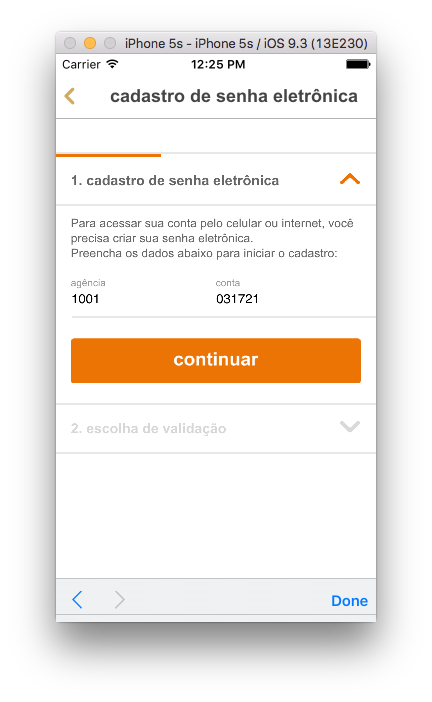 iPhone 5s - iPhone 5s / iOS 9.3 (13E230)
Carrier 12:25 PM
cadastro de senha eletrônica
1. cadastro de senha eletrônica
Para acessar sua conta pelo celular ou internet, você
precisa criar sua senha eletrônica.
Preencha os dados abaixo para iniciar o cadastro:
agência conta
1001 031721
continuar
2. escolha de validação
Done